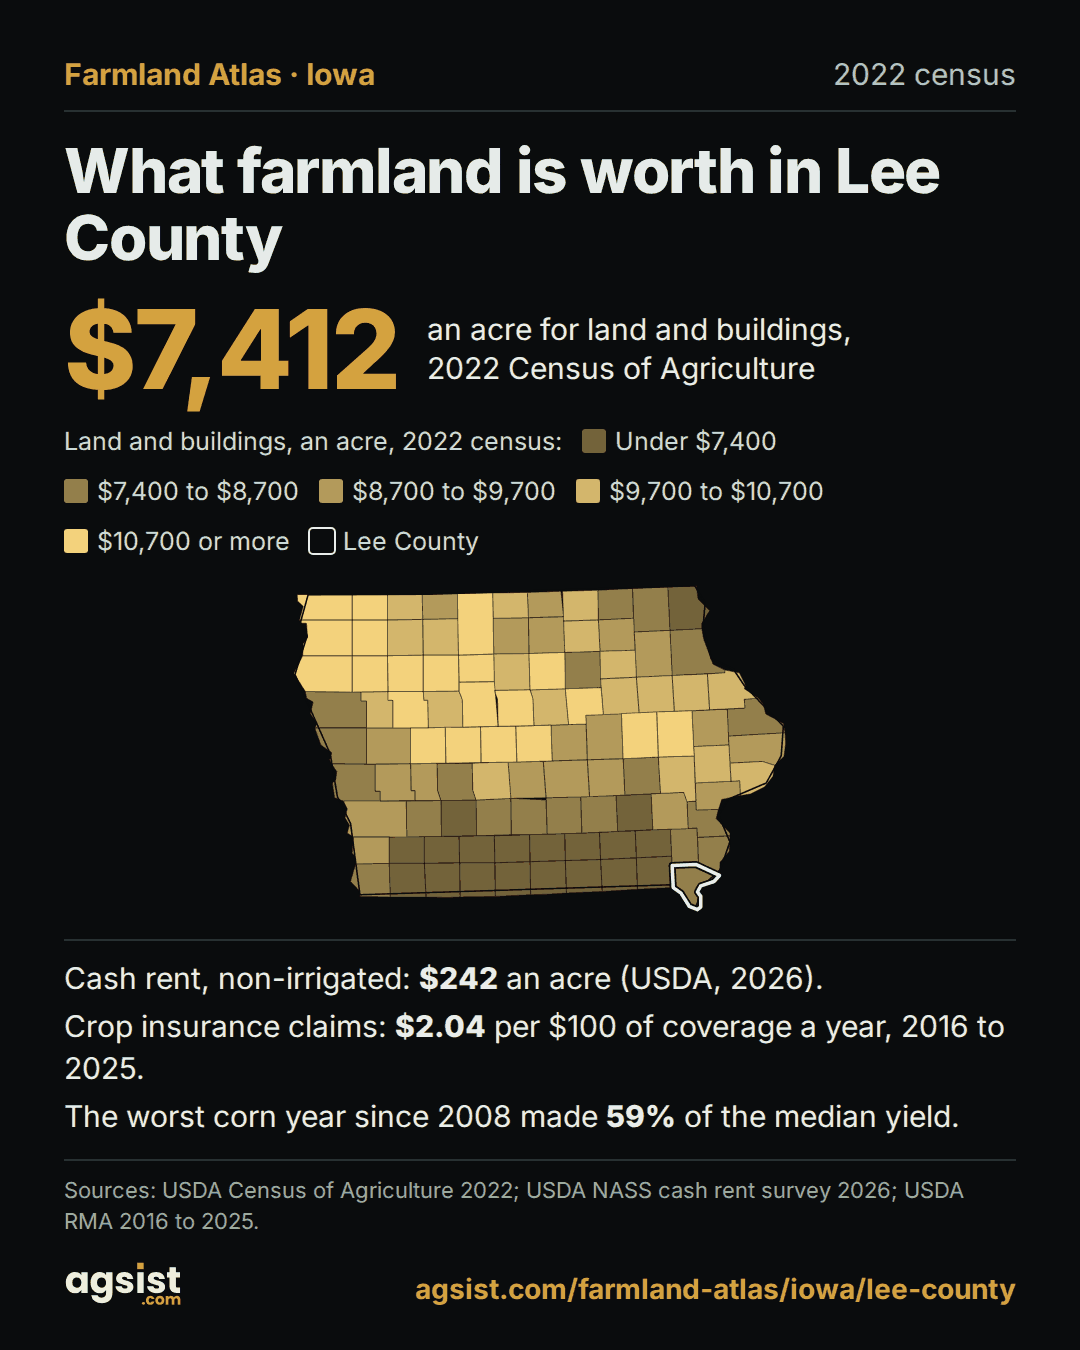 Farmland Atlas · Iowa
2022 census
What farmland is worth in Lee
County
$7,412
an acre for land and buildings,
2022 Census of Agriculture
Land and buildings, an acre, 2022 census: Under $7,400
$7,400 to $8,700 $8,700 to $9,700 $9,700 to $10,700
$10,700 or more Lee County
Cash rent, non-irrigated: $242 an acre (USDA, 2026).
Crop insurance claims: $2.04 per $100 of coverage a year, 2016 to
2025.
The worst corn year since 2008 made 59% of the median yield.
Sources: USDA Census of Agriculture 2022; USDA NASS cash rent survey 2026; USDA
RMA 2016 to 2025.
agsist
.com
agsist.com/farmland-atlas/iowa/lee-county